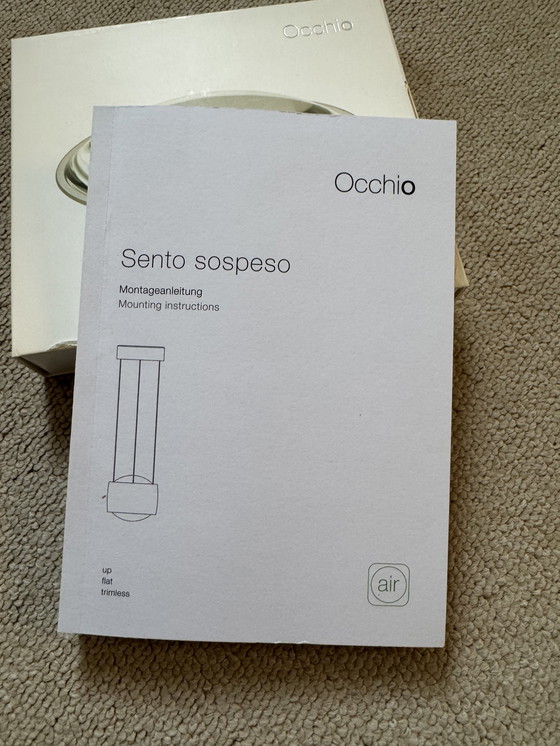 Occhio
Occhio
Sento sospeso
Montageanleitung
Mounting instructions
up
flat
trimless
air